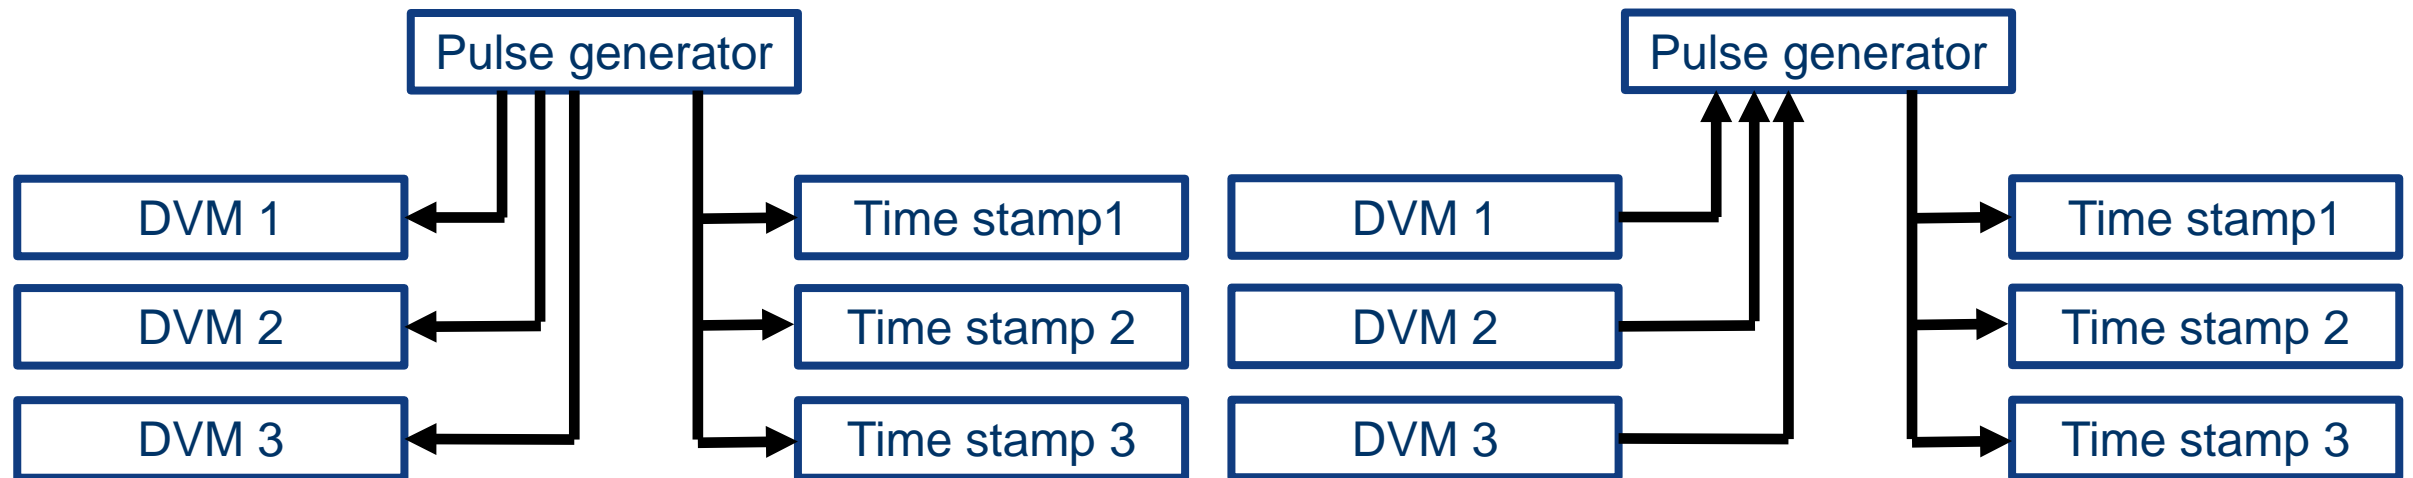 Pulse generator
DVM 1
Time stamp1
DVM 2
Time stamp 2
DVM 3
Time stamp 3
Pulse generator
DVM 1
Time stamp1
DVM 2
Time stamp 2
DVM 3
Time stamp 3